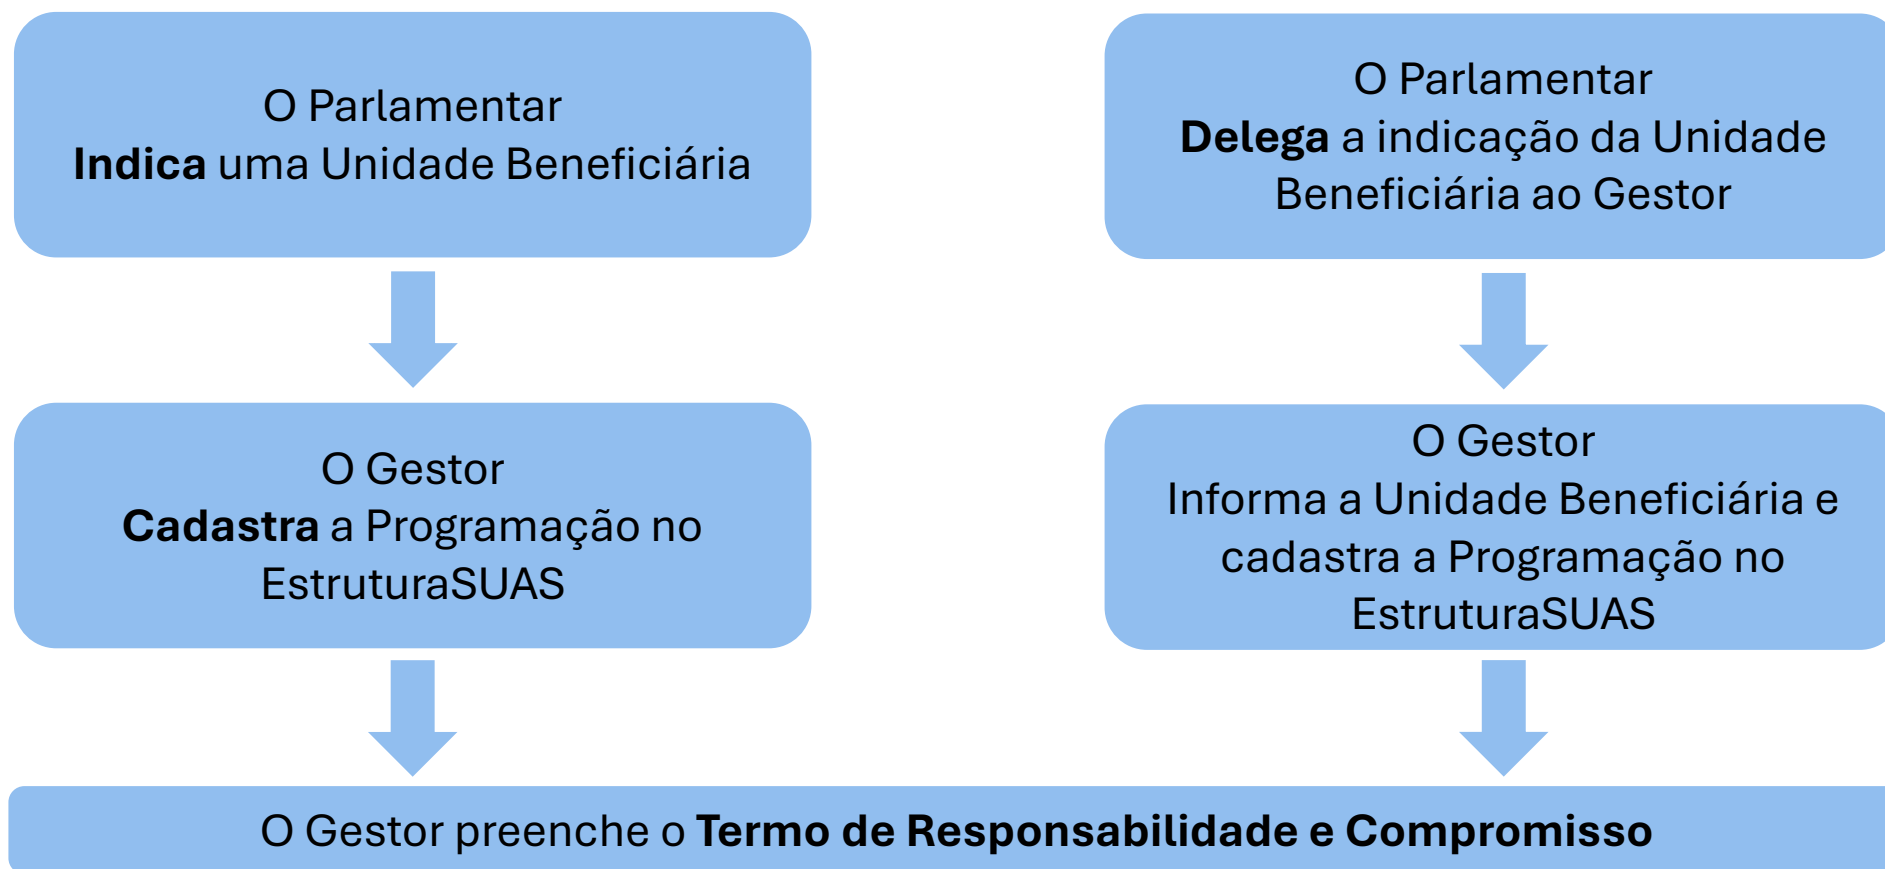 O Parlamentar
Indica uma Unidade Beneficiária
O Gestor
Cadastra a Programação no
EstruturaSUAS
O Parlamentar
Delega a indicação da Unidade
Beneficiária ao Gestor
O Gestor
Informa a Unidade Beneficiária e
cadastra a Programação no
EstruturaSUAS
O Gestor preenche o Termo de Responsabilidade e Compromisso